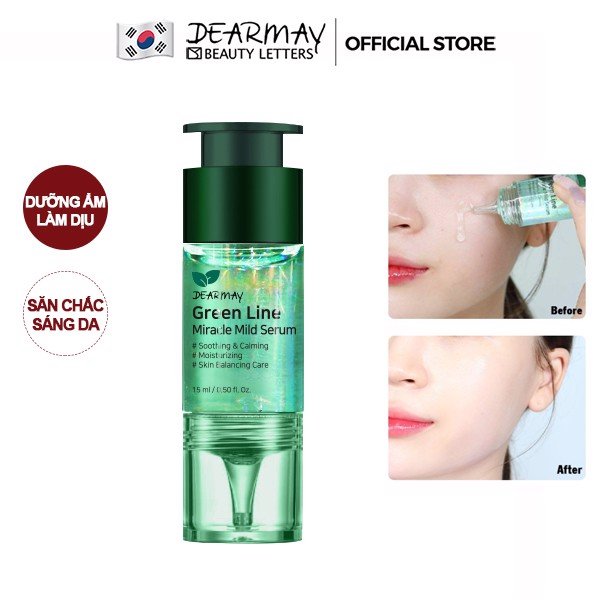 DEARMAY
BEAUTY LETTERS
OFFICIAL STORE
DƯỠNG ẨM
LÀM DỊU
SĂN CHẮC
SÁNG DA
DEARMAY
Green Line
Miracle Mild Serum
# Soothing & Calming
# Moisturizing
# Skin Balancing Care
15 ml / 0.50 fl. Oz.
Before
After